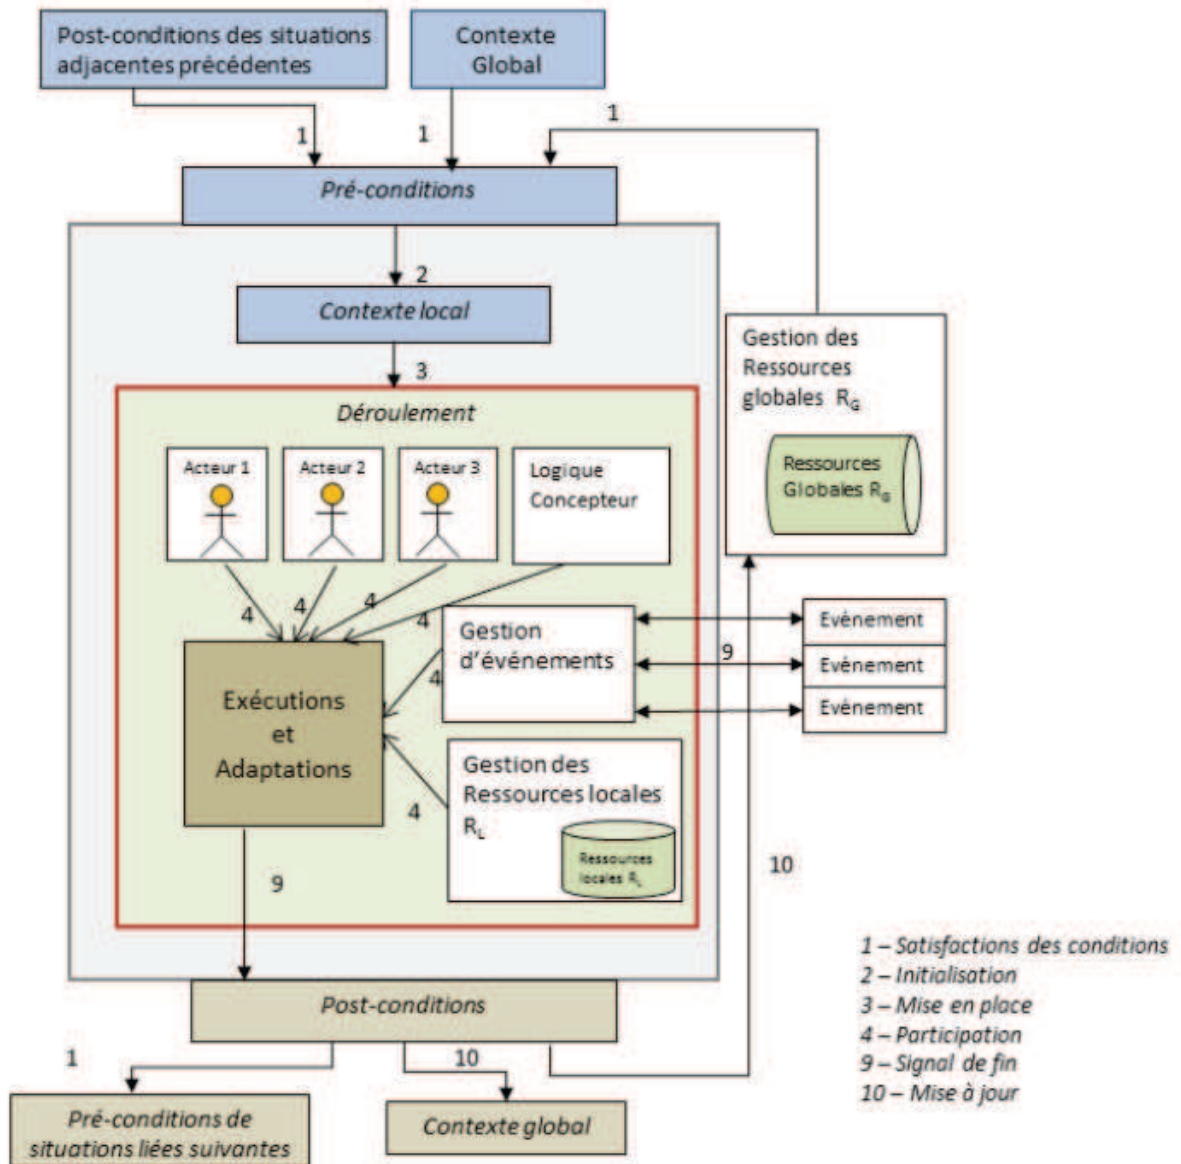 Post-conditions des situations
adjacentes précédentes
Contexte
Global
1
1
1
Pré-conditions
2
Contexte local
3
Gestion des
Ressources
globales R_G
Ressources
Globales R_G
Déroulement
Acteur 1
Acteur 2
Acteur 3
Logique
Concepteur
4
4
4
4
Gestion
d'événements
4
9
Evénement
Evénement
Evénement
Exécutions
et
Adaptations
Gestion des
Ressources locales
R_L
4
Ressources
locales R_L
9
10
Post-conditions
1
10
Pré-conditions de
situations liées suivantes
Contexte global
1 – Satisfactions des conditions
2 – Initialisation
3 – Mise en place
4 – Participation
9 – Signal de fin
10 – Mise à jour